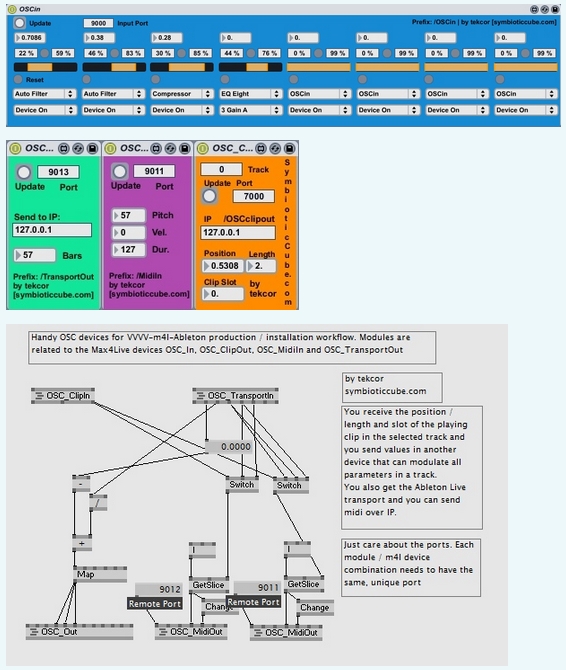 OSCin
Update 9000 Input Port Prefix: /OSCin | by tekcor [symbioticcube.com]
0.7086 0.38 0.28 0. 0. 0. 0. 0.
22 % 59 % 46 % 83 % 30 % 85 % 44 % 76 % 0 % 99 % 0 % 99 % 0 % 99 % 0 % 99 %
Reset
Auto Filter Auto Filter Compressor EQ Eight OSCin OSCin OSCin OSCin
Device On Device On Device On 3 Gain A Device On Device On Device On Device On
OSC...
9013
Update Port
Send to IP:
127.0.0.1
57 Bars
Prefix: /TransportOut
by tekcor
[symbioticcube.com]
OSC...
9011
Update Port
57 Pitch
0 Vel.
127 Dur.
Prefix: /MidiIn
by tekcor
[symbioticcube.com]
OSC_C...
0 Track
Update Port
7000
IP /OSCclipout
127.0.0.1
Position Length
0.5308 2.
Clip Slot by
0. tekcor
SymbioticCube.com
Handy OSC devices for VVVV-m4l-Ableton production / installation workflow. Modules are
related to the Max4Live devices OSC_In, OSC_ClipOut, OSC_MidiIn and OSC_TransportOut
OSC_ClipIn
OSC_TransportIn
by tekcor
symbioticcube.com
You receive the position /
length and slot of the playing
clip in the selected track and
you send values in another
device that can modulate all
parameters in a track.
You also get the Ableton Live
transport and you can send
midi over IP.
0.0000
- Switch Switch
/
+
Just care about the ports. Each
module / m4l device
combination needs to have the
same, unique port
Map
I I
9012 GetSlice 9011 GetSlice
Remote Port Change Remote Port Change
OSC_Out OSC_MidiOut OSC_MidiOut